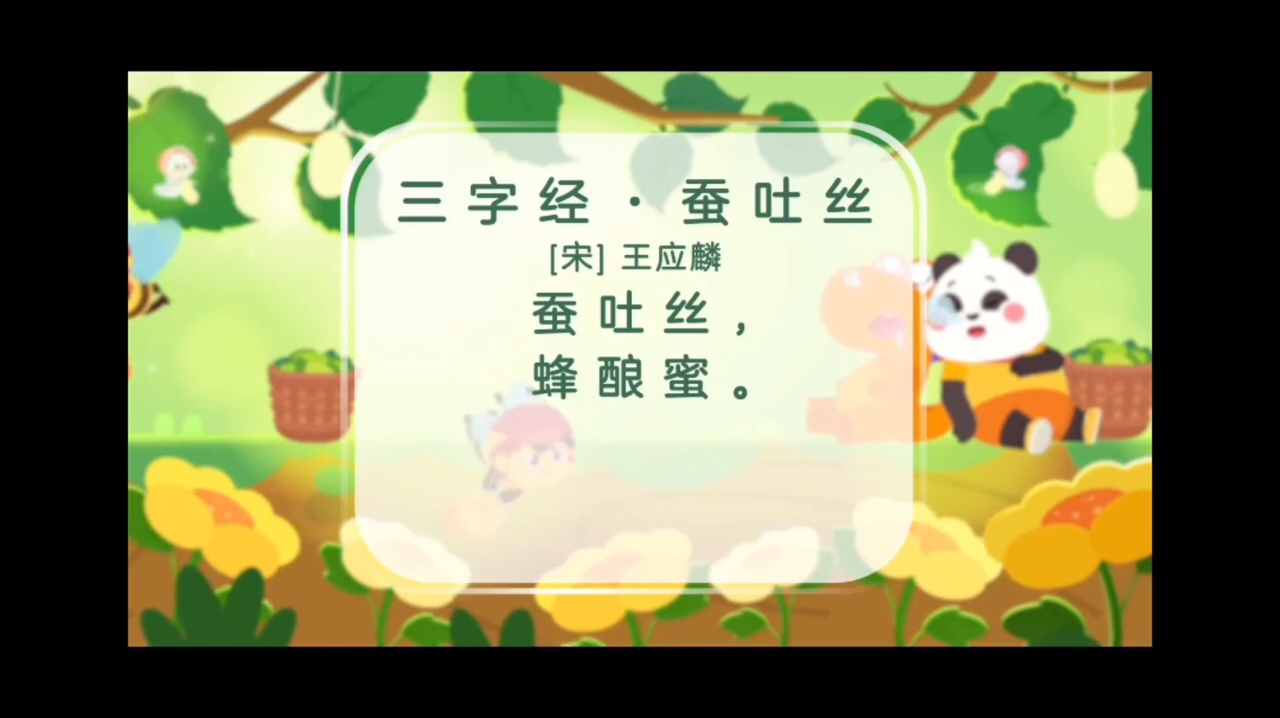 三字经·蚕吐丝
[宋] 王应麟
蚕吐丝，
蜂酿蜜。